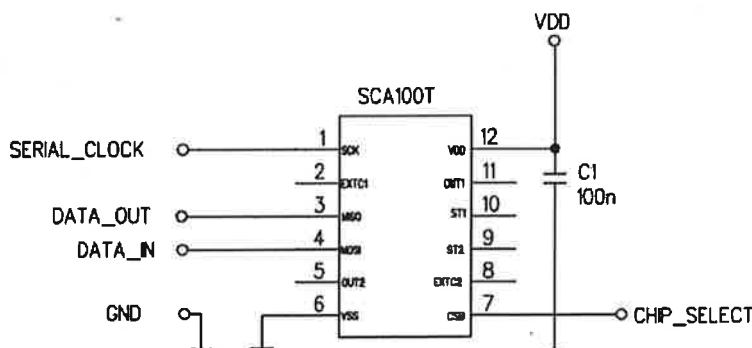 VDD
SCA100T
SERIAL_CLOCK 1 SCK VDD 12
2 EXTC1 OUT1 11
C1
100n
DATA_OUT 3 MISO ST1 10
DATA_IN 4 MOSI ST2 9
5 OUT2 EXTC2 8
GND 6 VSS CSB 7 CHIP_SELECT